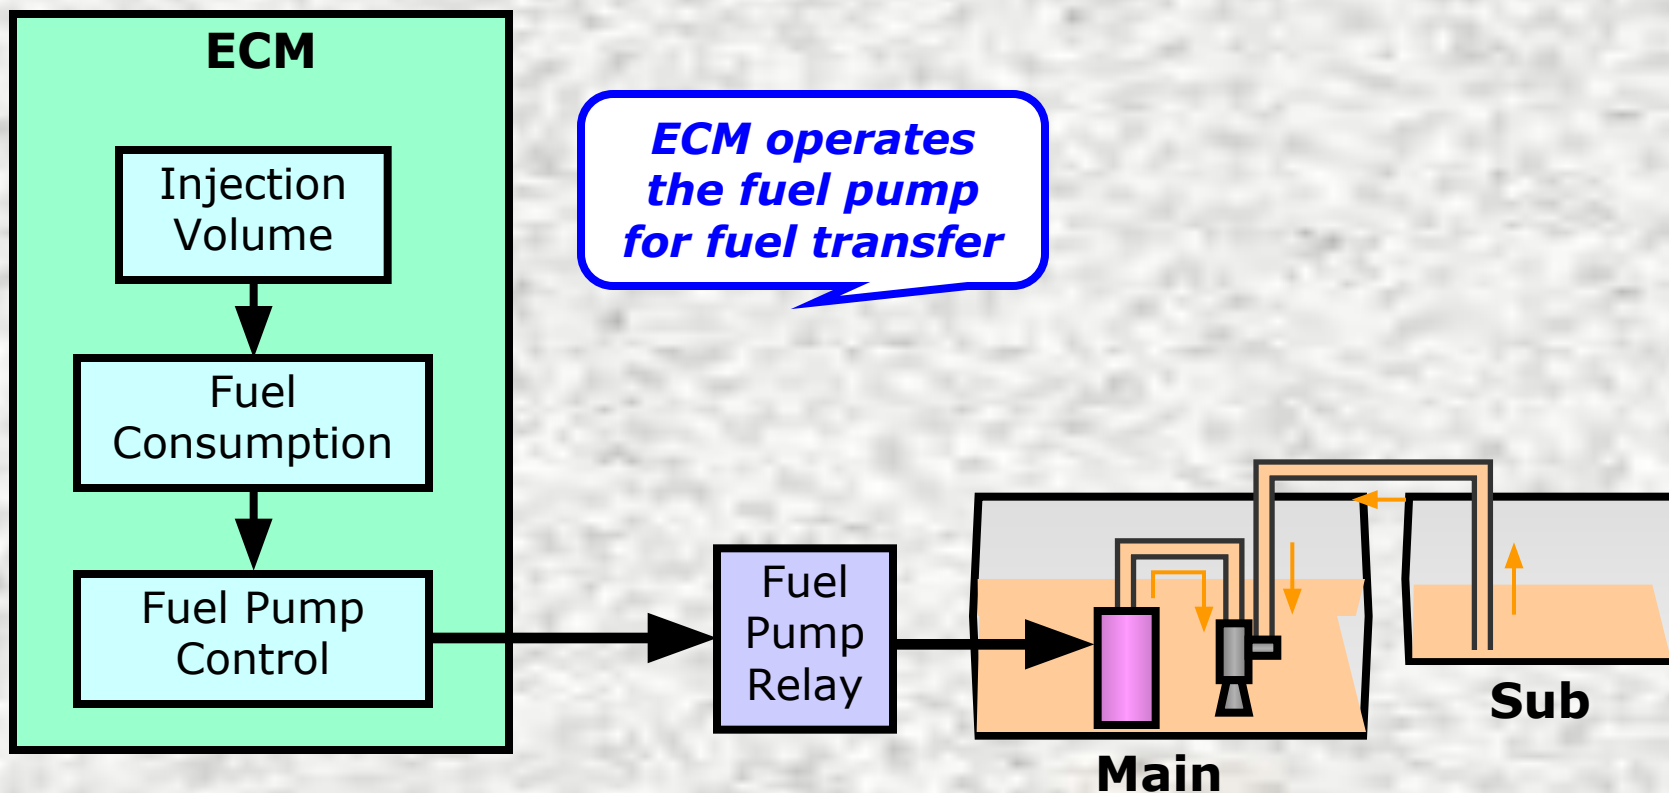 ECM
Injection
Volume
Fuel
Consumption
Fuel Pump
Control
ECM operates
the fuel pump
for fuel transfer
Fuel
Pump
Relay
Main
Sub